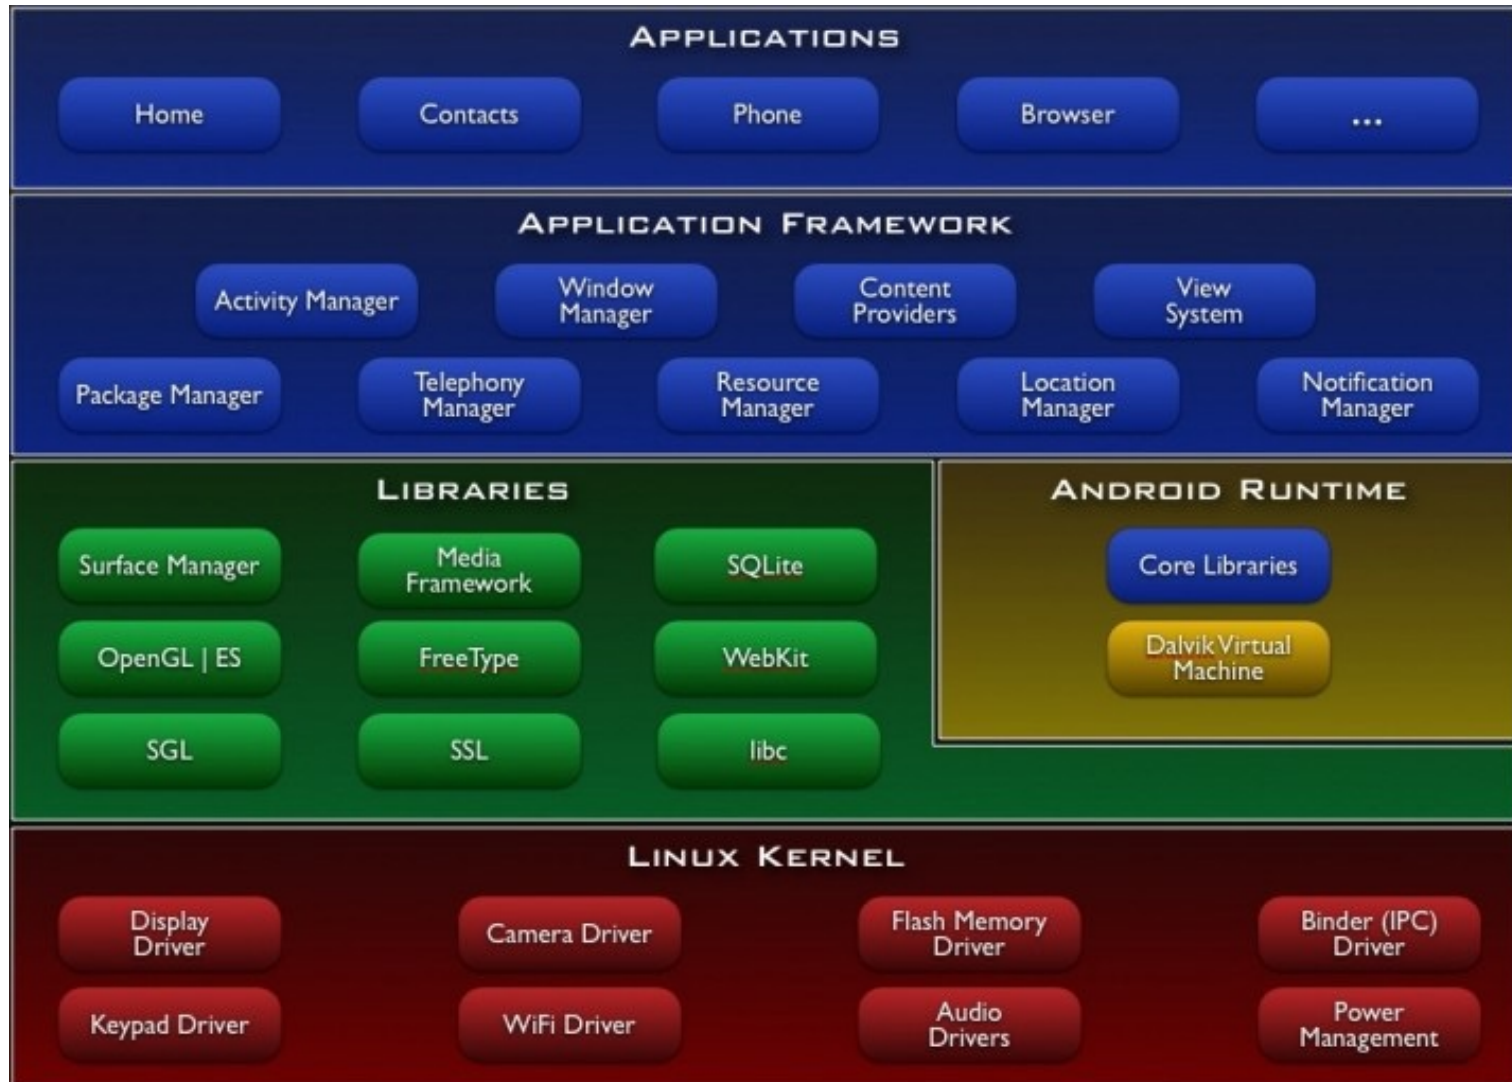 APPLICATIONS
Home
Contacts
Phone
Browser
...
APPLICATION FRAMEWORK
Activity Manager
Window
Manager
Content
Providers
View
System
Package Manager
Telephony
Manager
Resource
Manager
Location
Manager
Notification
Manager
LIBRARIES
Surface Manager
Media
Framework
SQLite
OpenGL | ES
FreeType
WebKit
SGL
SSL
libc
ANDROID RUNTIME
Core Libraries
Dalvik Virtual
Machine
LINUX KERNEL
Display
Driver
Camera Driver
Flash Memory
Driver
Binder (IPC)
Driver
Keypad Driver
WiFi Driver
Audio
Drivers
Power
Management